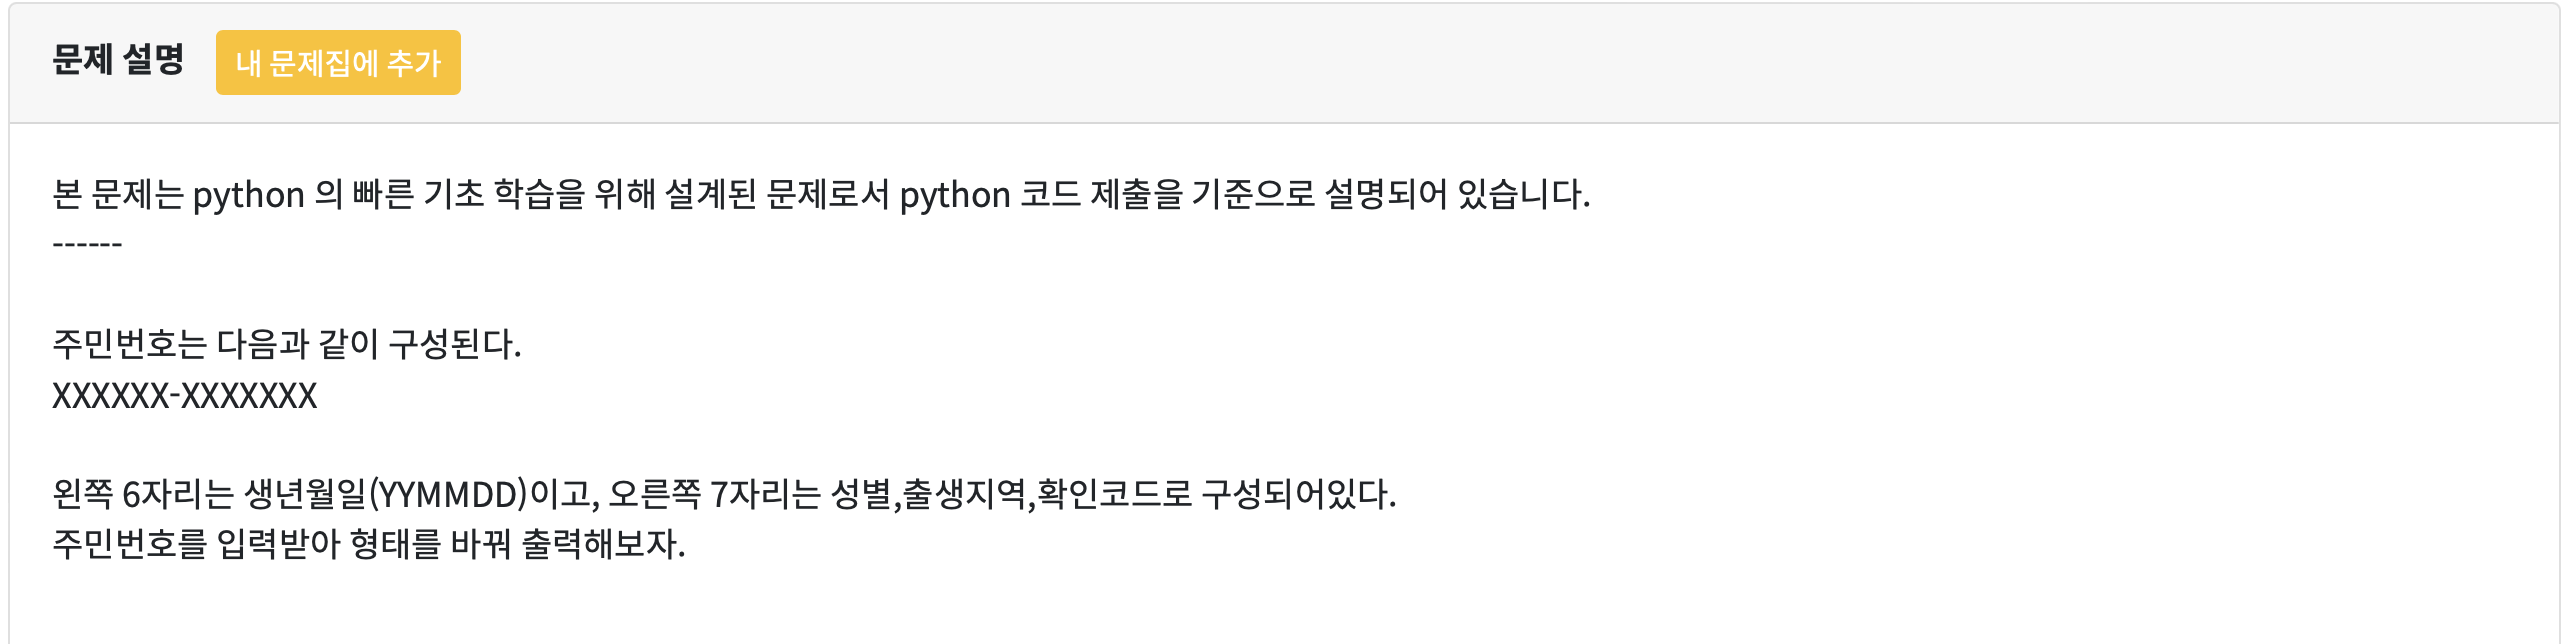 문제 설명 내 문제집에 추가
본 문제는 python 의 빠른 기초 학습을 위해 설계된 문제로서 python 코드 제출을 기준으로 설명되어 있습니다.
------
주민번호는 다음과 같이 구성된다.
XXXXXX-XXXXXXX
왼쪽 6자리는 생년월일(YYMMDD)이고, 오른쪽 7자리는 성별,출생지역,확인코드로 구성되어있다.
주민번호를 입력받아 형태를 바꿔 출력해보자.